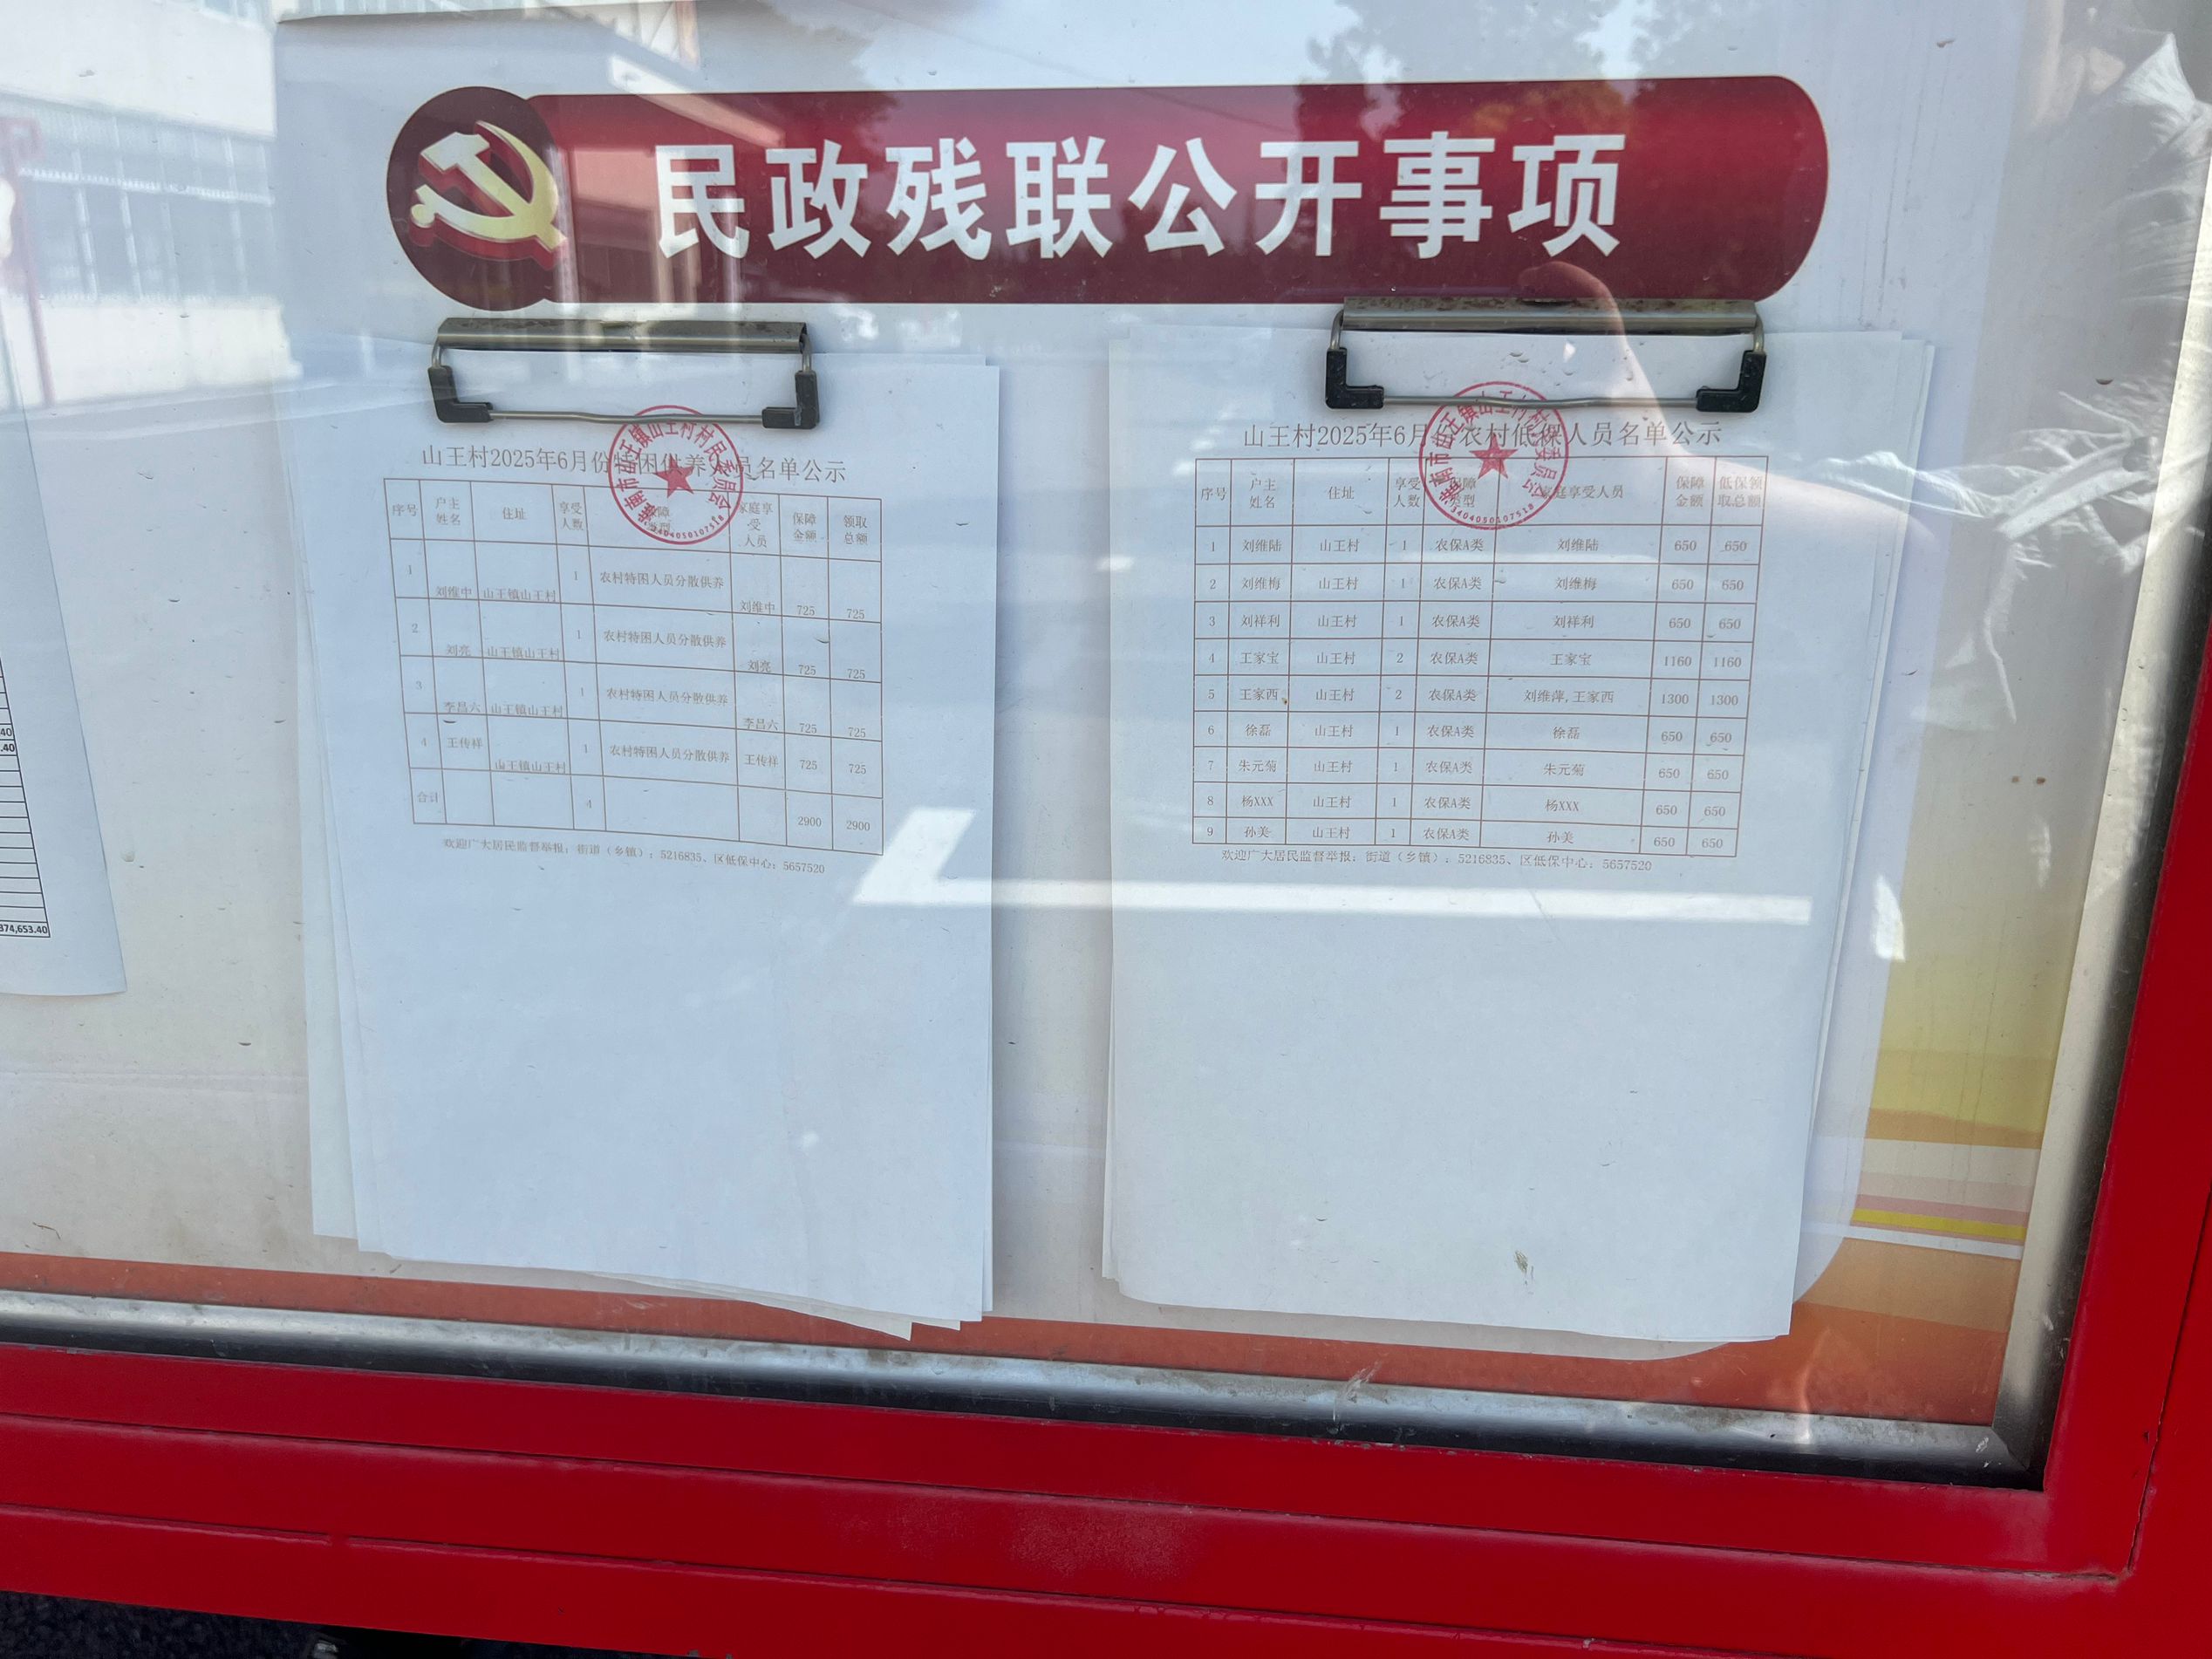 民政残联公开事项
山王村2025年6月份特困供养人员名单公示
序号 户主姓名 住址 享受人数 保障类型 家庭享受人员 保障金额 领取总额
1 刘维中 山王镇山王村 1 农村特困人员分散供养 刘维中 725 725
2 刘亮 山王镇山王村 1 农村特困人员分散供养 刘亮 725 725
3 李昌六 山王镇山王村 1 农村特困人员分散供养 李昌六 725 725
4 王传祥 山王镇山王村 1 农村特困人员分散供养 王传祥 725 725
合计 4 2900 2900
欢迎广大居民监督举报：街道（乡镇）：5216835、区低保中心：5657520
山王村2025年6月份农村低保人员名单公示
序号 户主姓名 住址 享受人数 保障类型 家庭享受人员 保障金额 低保领取总额
1 刘维陆 山王村 1 农保A类 刘维陆 650 650
2 刘维梅 山王村 1 农保A类 刘维梅 650 650
3 刘祥利 山王村 1 农保A类 刘祥利 650 650
4 王家宝 山王村 2 农保A类 王家宝 1160 1160
5 王家西 山王村 2 农保A类 刘维萍,王家西 1300 1300
6 徐磊 山王村 1 农保A类 徐磊 650 650
7 朱元菊 山王村 1 农保A类 朱元菊 650 650
8 杨XXX 山王村 1 农保A类 杨XXX 650 650
9 孙美 山王村 1 农保A类 孙美 650 650
欢迎广大居民监督举报：街道（乡镇）：5216835、区低保中心：5657520
374,653.40